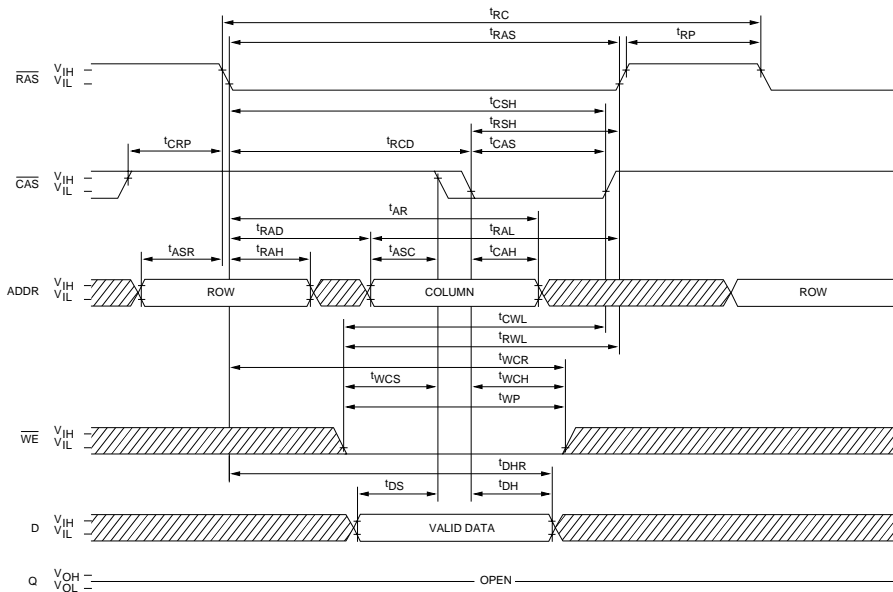 tRC
tRAS
tRP
RAS VIH
VIL
tCSH
tRSH
tCRP
tRCD
tCAS
CAS VIH
VIL
tAR
tRAD
tRAL
tASR
tRAH
tASC
tCAH
ADDR VIH
VIL
ROW
COLUMN
ROW
tCWL
tRWL
tWCR
tWCS
tWCH
tWP
WE VIH
VIL
tDHR
tDS
tDH
D VIH
VIL
VALID DATA
Q VOH
VOL
OPEN